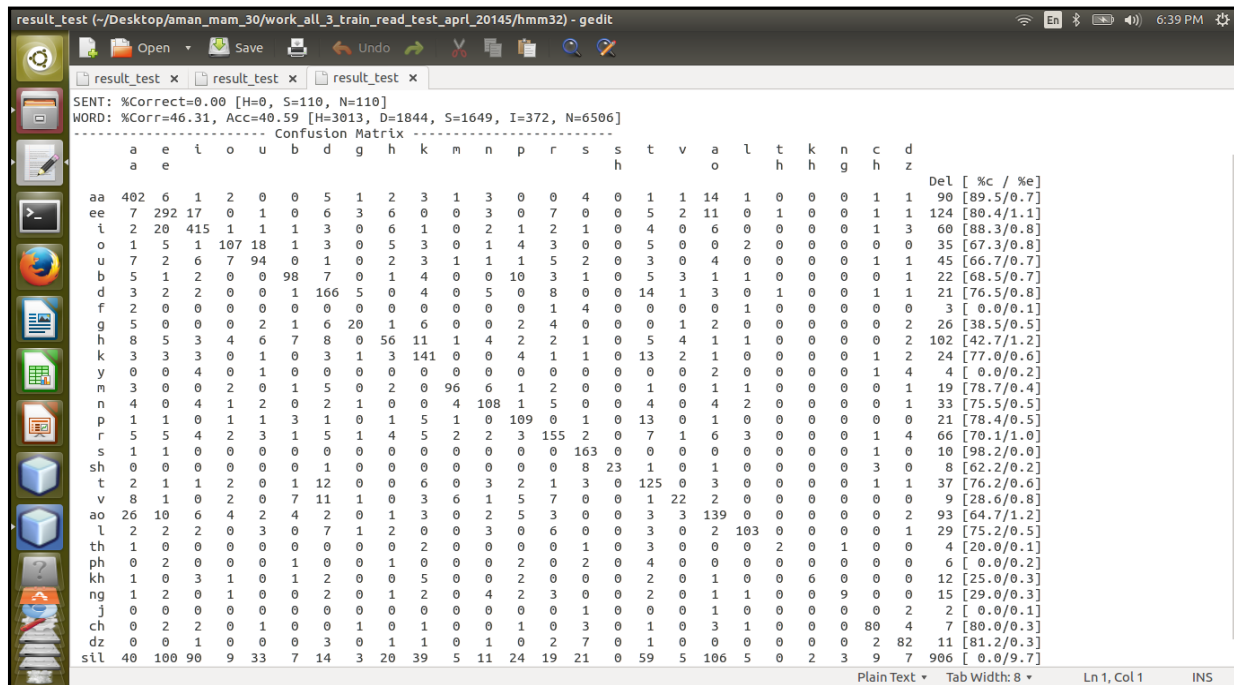 result_test (~/Desktop/aman_mam_30/work_all_3_train_read_test_aprl_20145/hmm32) - gedit En 6:39 PM
Open Save Undo
result_test × result_test × result_test ×
SENT: %Correct=0.00 [H=0, S=110, N=110]
WORD: %Corr=46.31, Acc=40.59 [H=3013, D=1844, S=1649, I=372, N=6506]
------------------------ Confusion Matrix -------------------------
a e i o u b d g h k m n p r s s t v a l t k n c d
a e h o h h g h z
Del [ %c / %e]
aa 402 6 1 2 0 0 5 1 2 3 1 3 0 0 4 0 1 1 14 1 0 0 0 1 1 90 [89.5/0.7]
ee 7 292 17 0 1 0 6 3 6 0 0 3 0 7 0 0 5 2 11 0 1 0 0 1 1 124 [80.4/1.1]
i 2 20 415 1 1 1 3 0 6 1 0 2 1 2 1 0 4 0 6 0 0 0 0 1 3 60 [88.3/0.8]
o 1 5 1 107 18 1 3 0 5 3 0 1 4 3 0 0 5 0 0 2 0 0 0 0 0 35 [67.3/0.8]
u 7 2 6 7 94 0 1 0 2 3 1 1 1 5 2 0 3 0 4 0 0 0 0 1 1 45 [66.7/0.7]
b 5 1 2 0 0 98 7 0 1 4 0 0 10 3 1 0 5 3 1 1 0 0 0 0 1 22 [68.5/0.7]
d 3 2 2 0 0 1 166 5 0 4 0 5 0 8 0 0 14 1 3 0 1 0 0 1 1 21 [76.5/0.8]
f 2 0 0 0 0 0 0 0 0 0 0 0 0 1 4 0 0 0 0 1 0 0 0 0 0 3 [ 0.0/0.1]
g 5 0 0 0 2 1 6 20 1 6 0 0 2 4 0 0 0 1 2 0 0 0 0 0 2 26 [38.5/0.5]
h 8 5 3 4 6 7 8 0 56 11 1 4 2 2 1 0 5 4 1 1 0 0 0 0 2 102 [42.7/1.2]
k 3 3 3 0 1 0 3 1 3 141 0 0 4 1 1 0 13 2 1 0 0 0 0 1 2 24 [77.0/0.6]
y 0 0 4 0 1 0 0 0 0 0 0 0 0 0 0 0 0 0 2 0 0 0 0 1 4 4 [ 0.0/0.2]
m 3 0 0 2 0 1 5 0 2 0 96 6 1 2 0 0 1 0 1 1 0 0 0 0 1 19 [78.7/0.4]
n 4 0 4 1 2 0 2 1 0 0 4 108 1 5 0 0 4 0 4 2 0 0 0 0 1 33 [75.5/0.5]
p 1 1 0 1 1 3 1 0 1 5 1 0 109 0 1 0 13 0 1 0 0 0 0 0 0 21 [78.4/0.5]
r 5 5 4 2 3 1 5 1 4 5 2 2 3 155 2 0 7 1 6 3 0 0 0 1 4 66 [70.1/1.0]
s 1 1 0 0 0 0 0 0 0 0 0 0 0 0 163 0 0 0 0 0 0 0 0 1 0 10 [98.2/0.0]
sh 0 0 0 0 0 0 1 0 0 0 0 0 0 0 8 23 1 0 1 0 0 0 0 3 0 8 [62.2/0.2]
t 2 1 1 2 0 1 12 0 0 6 0 3 2 1 3 0 125 0 3 0 0 0 0 1 1 37 [76.2/0.6]
v 8 1 0 2 0 7 11 1 0 3 6 1 5 7 0 0 1 22 2 0 0 0 0 0 0 9 [28.6/0.8]
ao 26 10 6 4 2 4 2 0 1 3 0 2 5 3 0 0 3 3 139 0 0 0 0 0 2 93 [64.7/1.2]
l 2 2 2 0 3 0 7 1 2 0 0 3 0 6 0 0 3 0 2 103 0 0 0 0 1 29 [75.2/0.5]
th 1 0 0 0 0 0 0 0 0 2 0 0 0 0 1 0 3 0 0 0 2 0 1 0 0 4 [20.0/0.1]
ph 0 2 0 0 0 1 0 0 1 0 0 0 2 0 2 0 4 0 0 0 0 0 0 0 0 6 [ 0.0/0.2]
kh 1 0 3 1 0 1 2 0 0 5 0 0 2 0 0 0 2 0 1 0 0 6 0 0 0 12 [25.0/0.3]
ng 1 2 0 1 0 0 2 0 1 2 0 4 2 3 0 0 2 0 1 1 0 0 9 0 0 15 [29.0/0.3]
j 0 0 0 0 0 0 0 0 0 0 0 0 0 0 1 0 0 0 1 0 0 0 0 0 2 2 [ 0.0/0.1]
ch 0 2 2 0 1 0 0 1 0 1 0 0 1 0 3 0 1 0 3 1 0 0 0 80 4 7 [80.0/0.3]
dz 0 0 1 0 0 0 3 0 1 1 0 1 0 2 7 0 1 0 0 0 0 0 0 2 82 11 [81.2/0.3]
sil 40 100 90 9 33 7 14 3 20 39 5 11 24 19 21 0 59 5 106 5 0 2 3 9 7 906 [ 0.0/9.7]
Plain Text Tab Width: 8 Ln 1, Col 1 INS